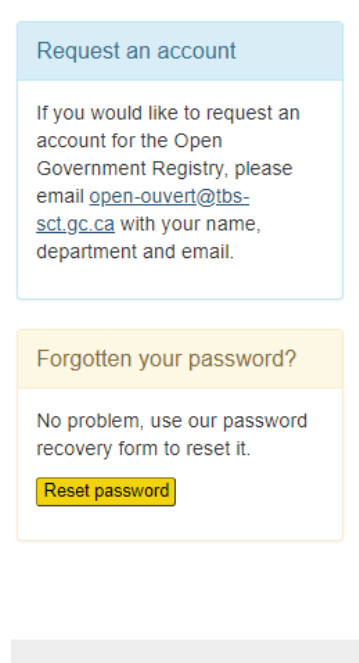 Request an account
If you would like to request an
account for the Open
Government Registry, please
email open-ouvert@tbs-
sct.gc.ca with your name,
department and email.
Forgotten your password?
No problem, use our password
recovery form to reset it.
Reset password